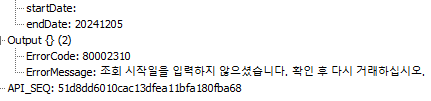 startDate:
endDate: 20241205
Output {} (2)
ErrorCode: 80002310
ErrorMessage: 조회 시작일을 입력하지 않으셨습니다. 확인 후 다시 거래하십시오.
API_SEQ: 51d8dd6010cac13dfea11bfa180fba68